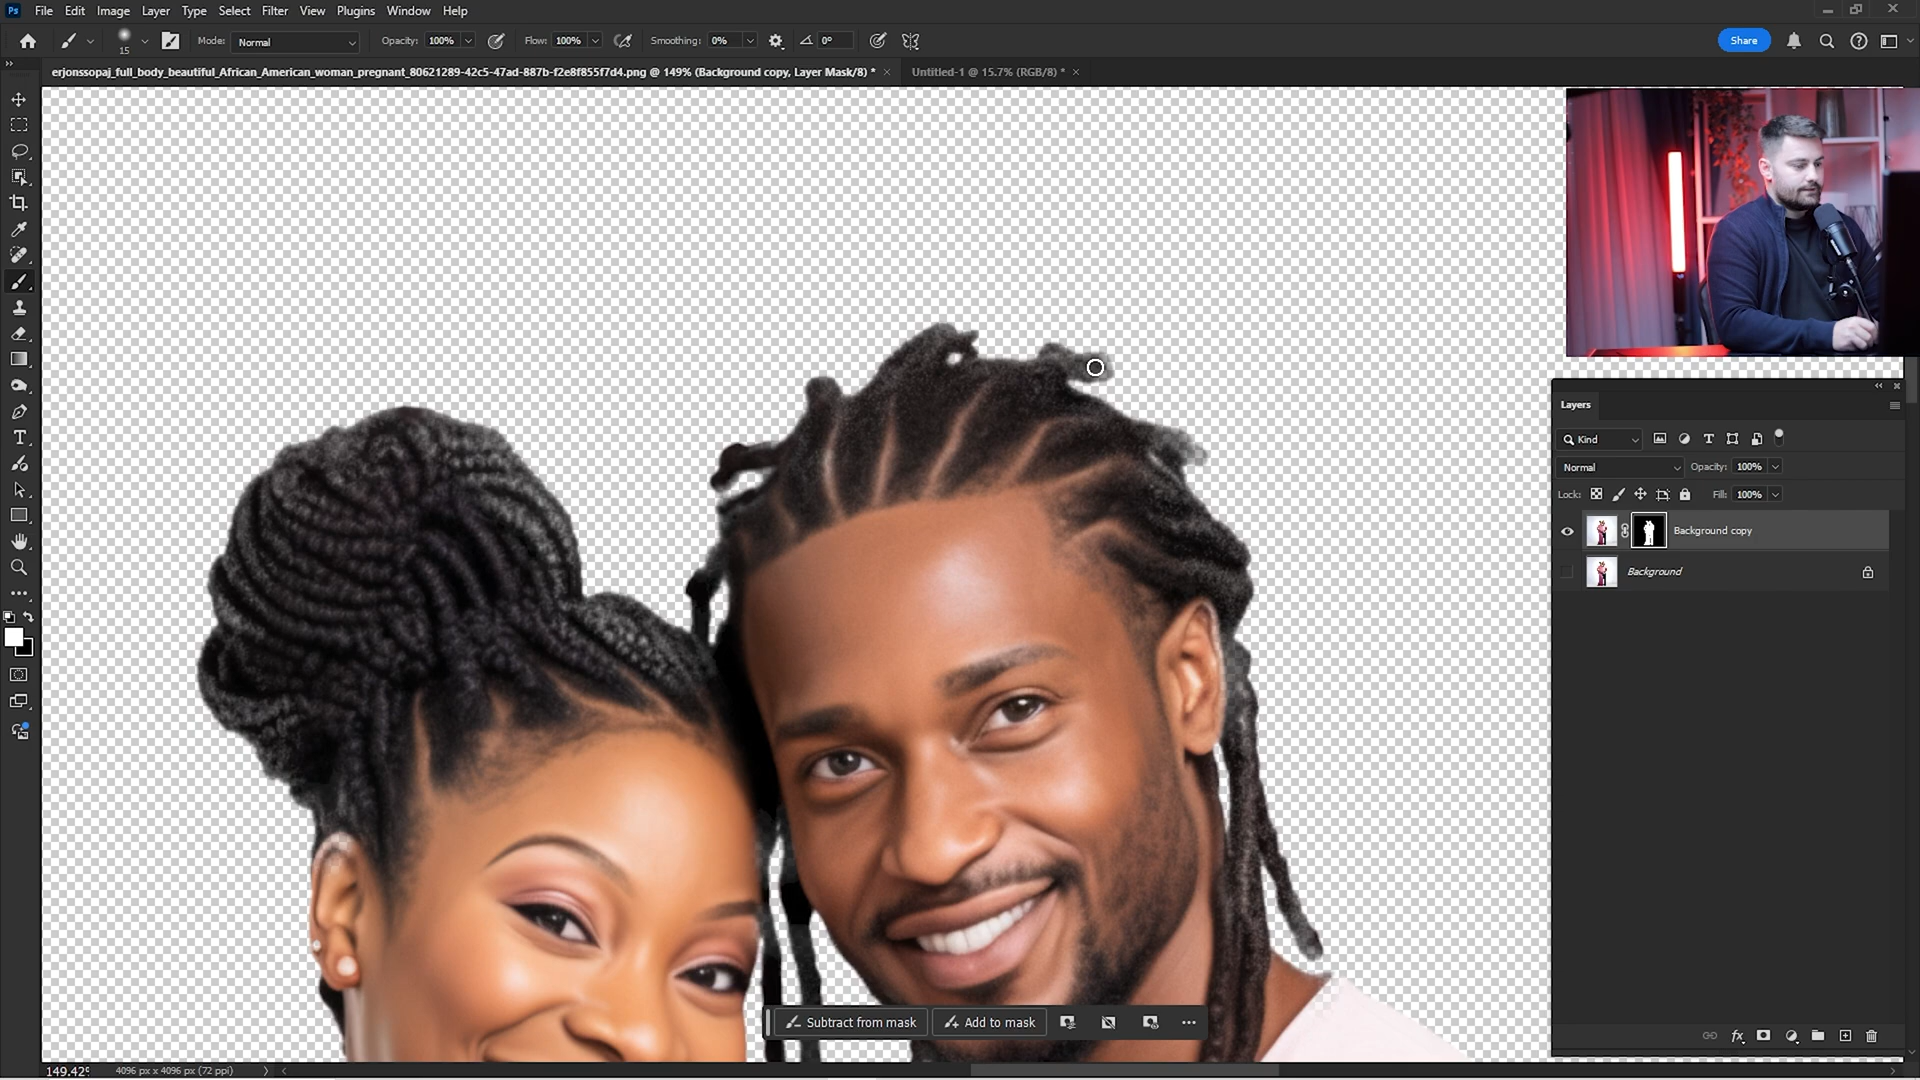 Ps File Edit Image Layer Type Select Filter View Plugins Window Help
15 Mode: Normal Opacity: 100% Flow: 100% Smoothing: 0% 0° Share
erjonssopaj_full_body_beautiful_African_American_woman_pregnant_80621289-42c5-47ad-887b-f2e8f855f7d4.png @ 149% (Background copy, Layer Mask/8) * Untitled-1 @ 15.7% (RGB/8) *
Layers
Kind
Normal Opacity: 100%
Lock: Fill: 100%
Background copy
Background
Subtract from mask Add to mask
149.42% 4096 px x 4096 px (72 ppi)